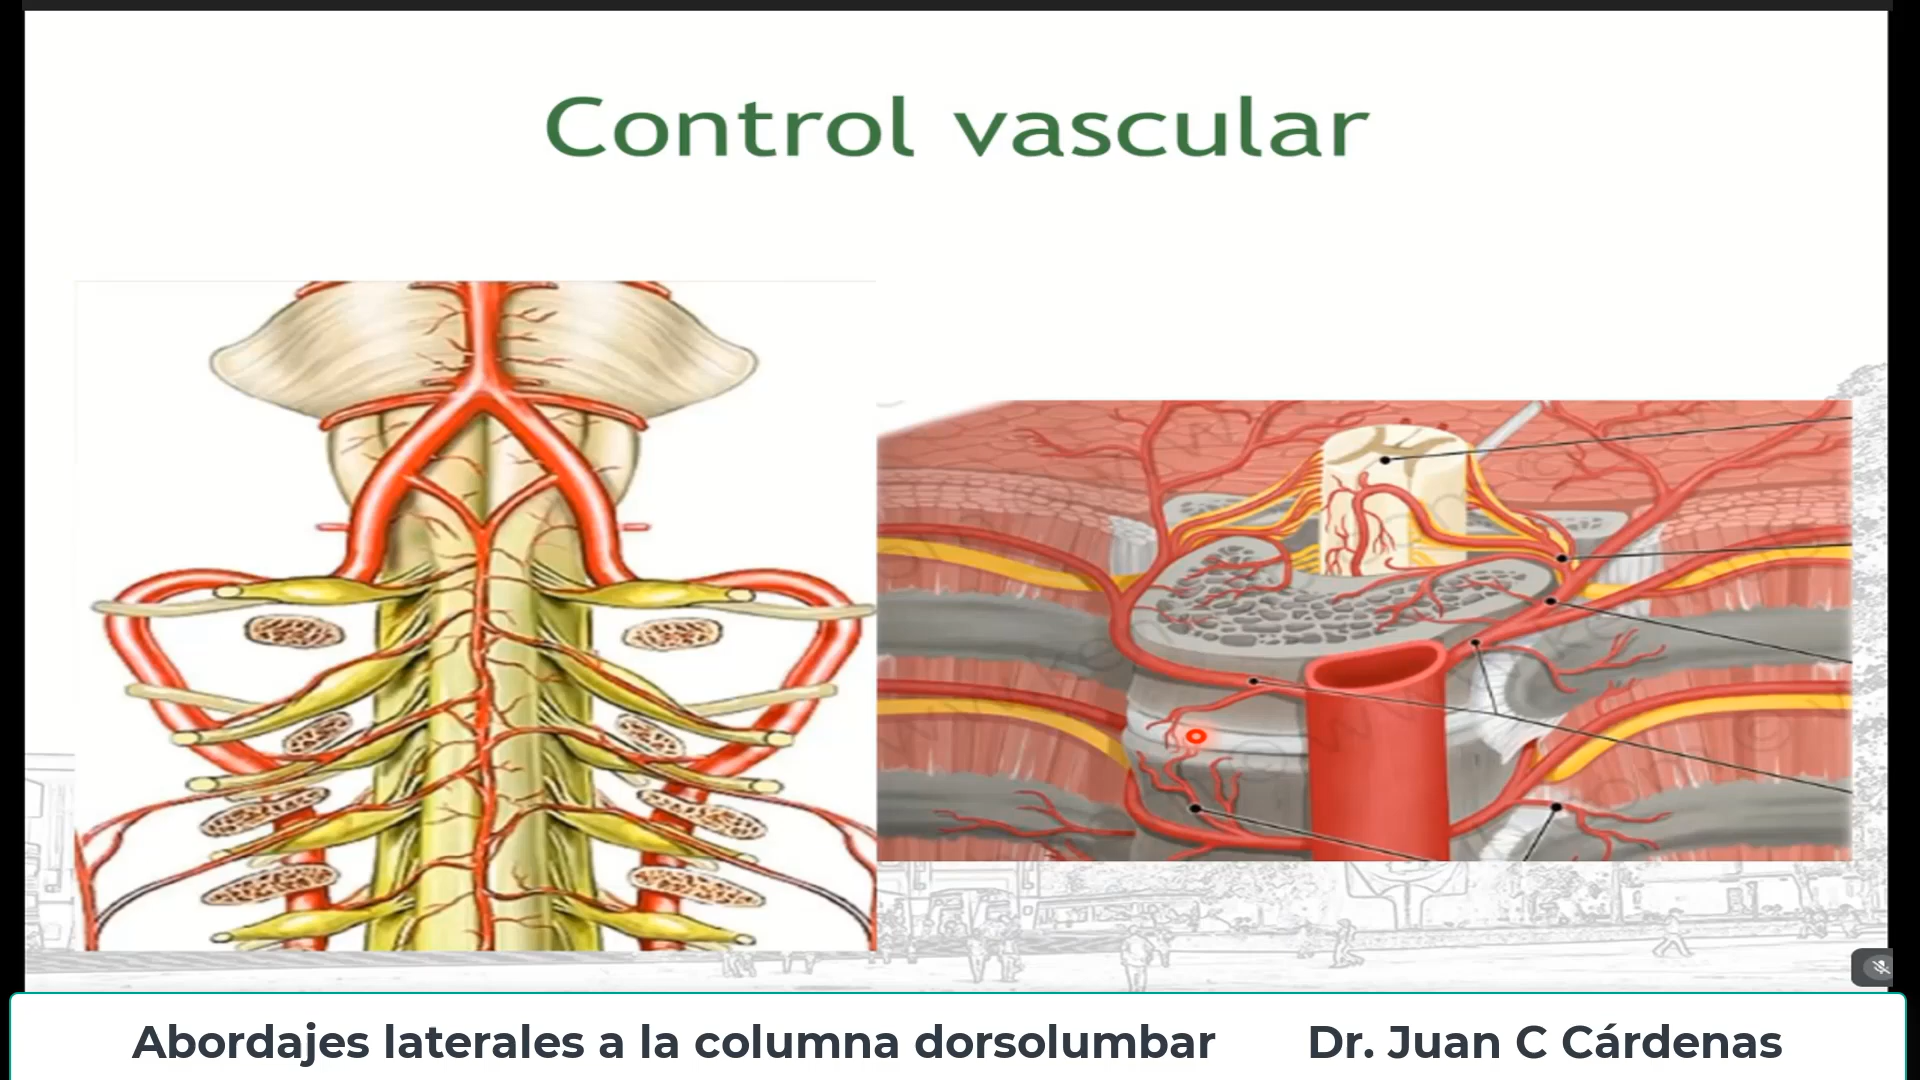 Control vascular
Abordajes laterales a la columna dorsolumbar Dr. Juan C Cárdenas